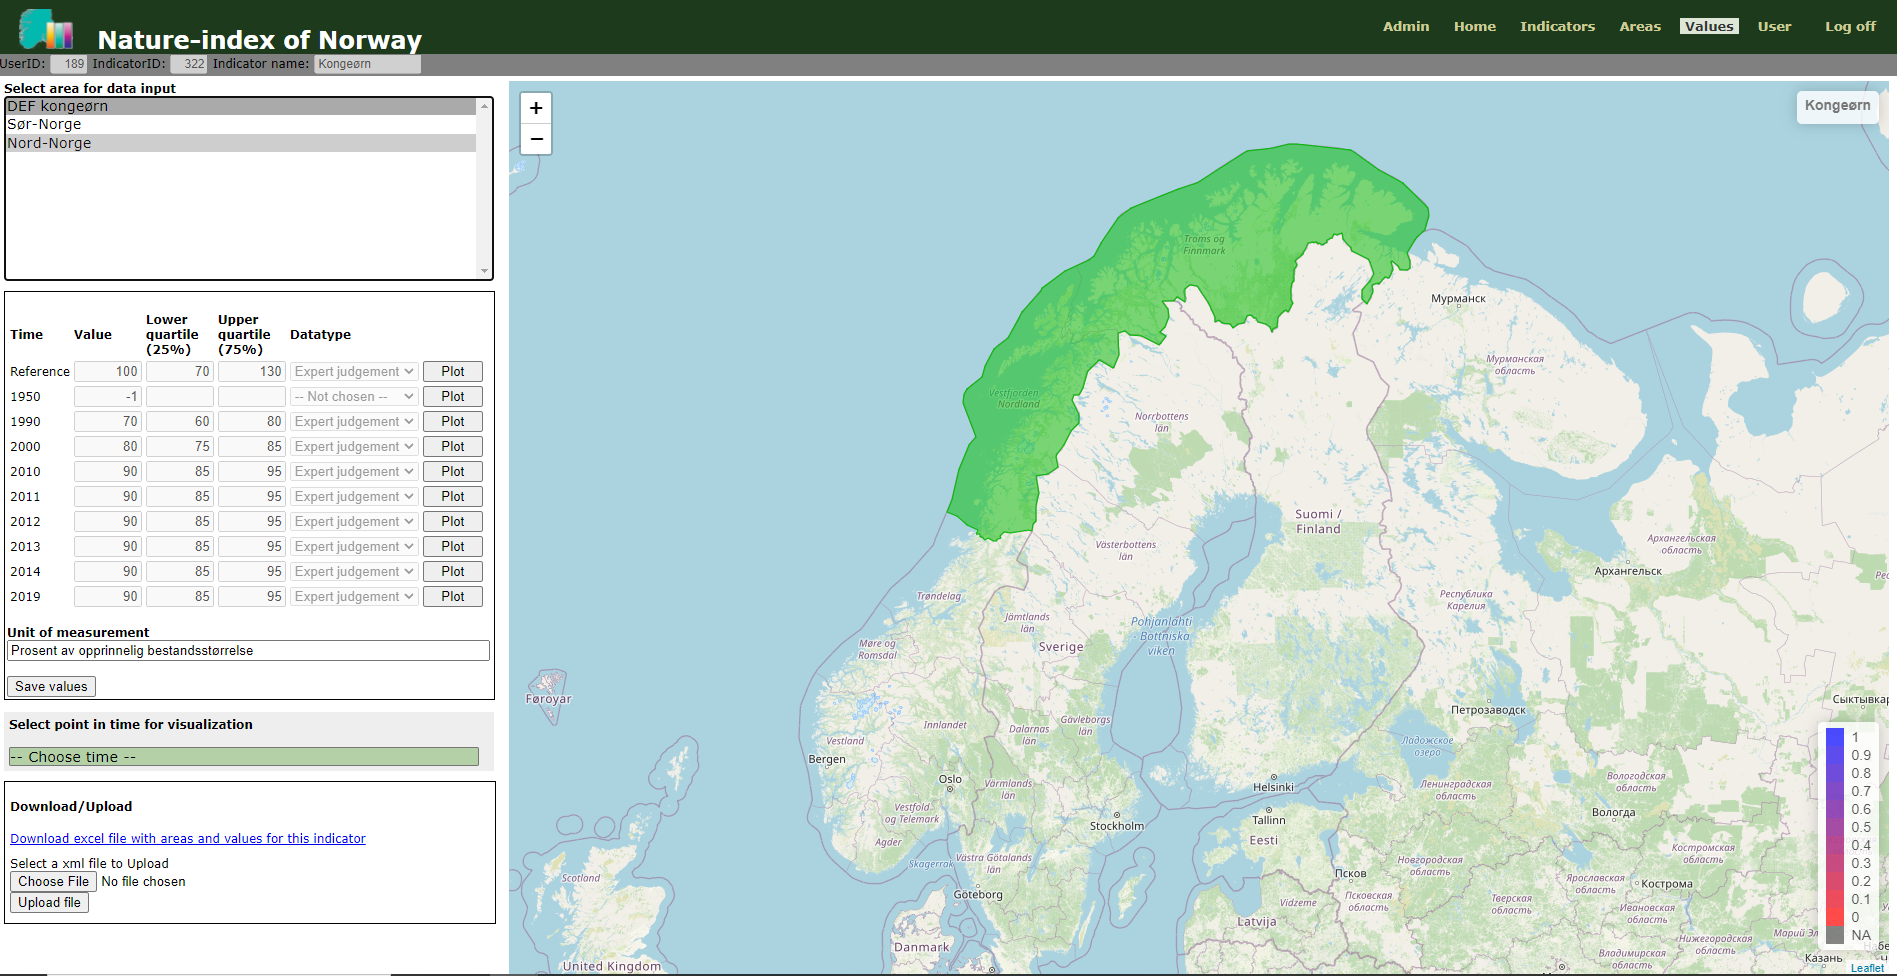 Nature-index of Norway
Admin Home Indicators Areas Values User Log off
UserID: 189 IndicatorID: 322 Indicator name: Kongeørn
Select area for data input
DEF kongeørn
Sør-Norge
Nord-Norge
Time Value Lower quartile (25%) Upper quartile (75%) Datatype
Reference 100 70 130 Expert judgement Plot
1950 -1 -- Not chosen -- Plot
1990 70 60 80 Expert judgement Plot
2000 80 75 85 Expert judgement Plot
2010 90 85 95 Expert judgement Plot
2011 90 85 95 Expert judgement Plot
2012 90 85 95 Expert judgement Plot
2013 90 85 95 Expert judgement Plot
2014 90 85 95 Expert judgement Plot
2019 90 85 95 Expert judgement Plot
Unit of measurement
Prosent av opprinnelig bestandsstørrelse
Save values
Select point in time for visualization
-- Choose time --
Download/Upload
Download excel file with areas and values for this indicator
Select a xml file to Upload
Choose File No file chosen
Upload file
+
−
Kongeørn
Troms og
Finnmark
Мурманск
Мурманская
область
Vestfjorden
Nordland
Norrbottens
län
Suomi /
Finland
Västerbottens
län
Архангельская
область
Архангельск
Trøndelag
Республика
Карелия
Jämtlands
län
Pohjanlahti
- Bottniska
viken
Møre og
Romsdal
Sverige
Føroyar
Сыктывкар
Петрозаводск
Innlandet
Gävleborgs
län
Dalarnas
län
Vestland
Bergen
Ладожское
озеро
Oslo
Värmlands
län
Helsinki
Ленинградская
область
Вологодская
область
Vestfold-
og Telemark
Tallinn
Вологда
Stockholm
Agder
Eesti
Skagerrak
Västra Götalands
län
Новгородская
область
Костромская
область
Scotland
Göteborg
Псков
Псковская
область
Ярославская
область
Кострома
Vidzeme
Тверская
область
Ивановская
область
Latvija
Danmark
Владимирская
область
Нижегородская
область
Марий Эл
Казань
United Kingdom
1
0.9
0.8
0.7
0.6
0.5
0.4
0.3
0.2
0.1
0
NA
Leaflet